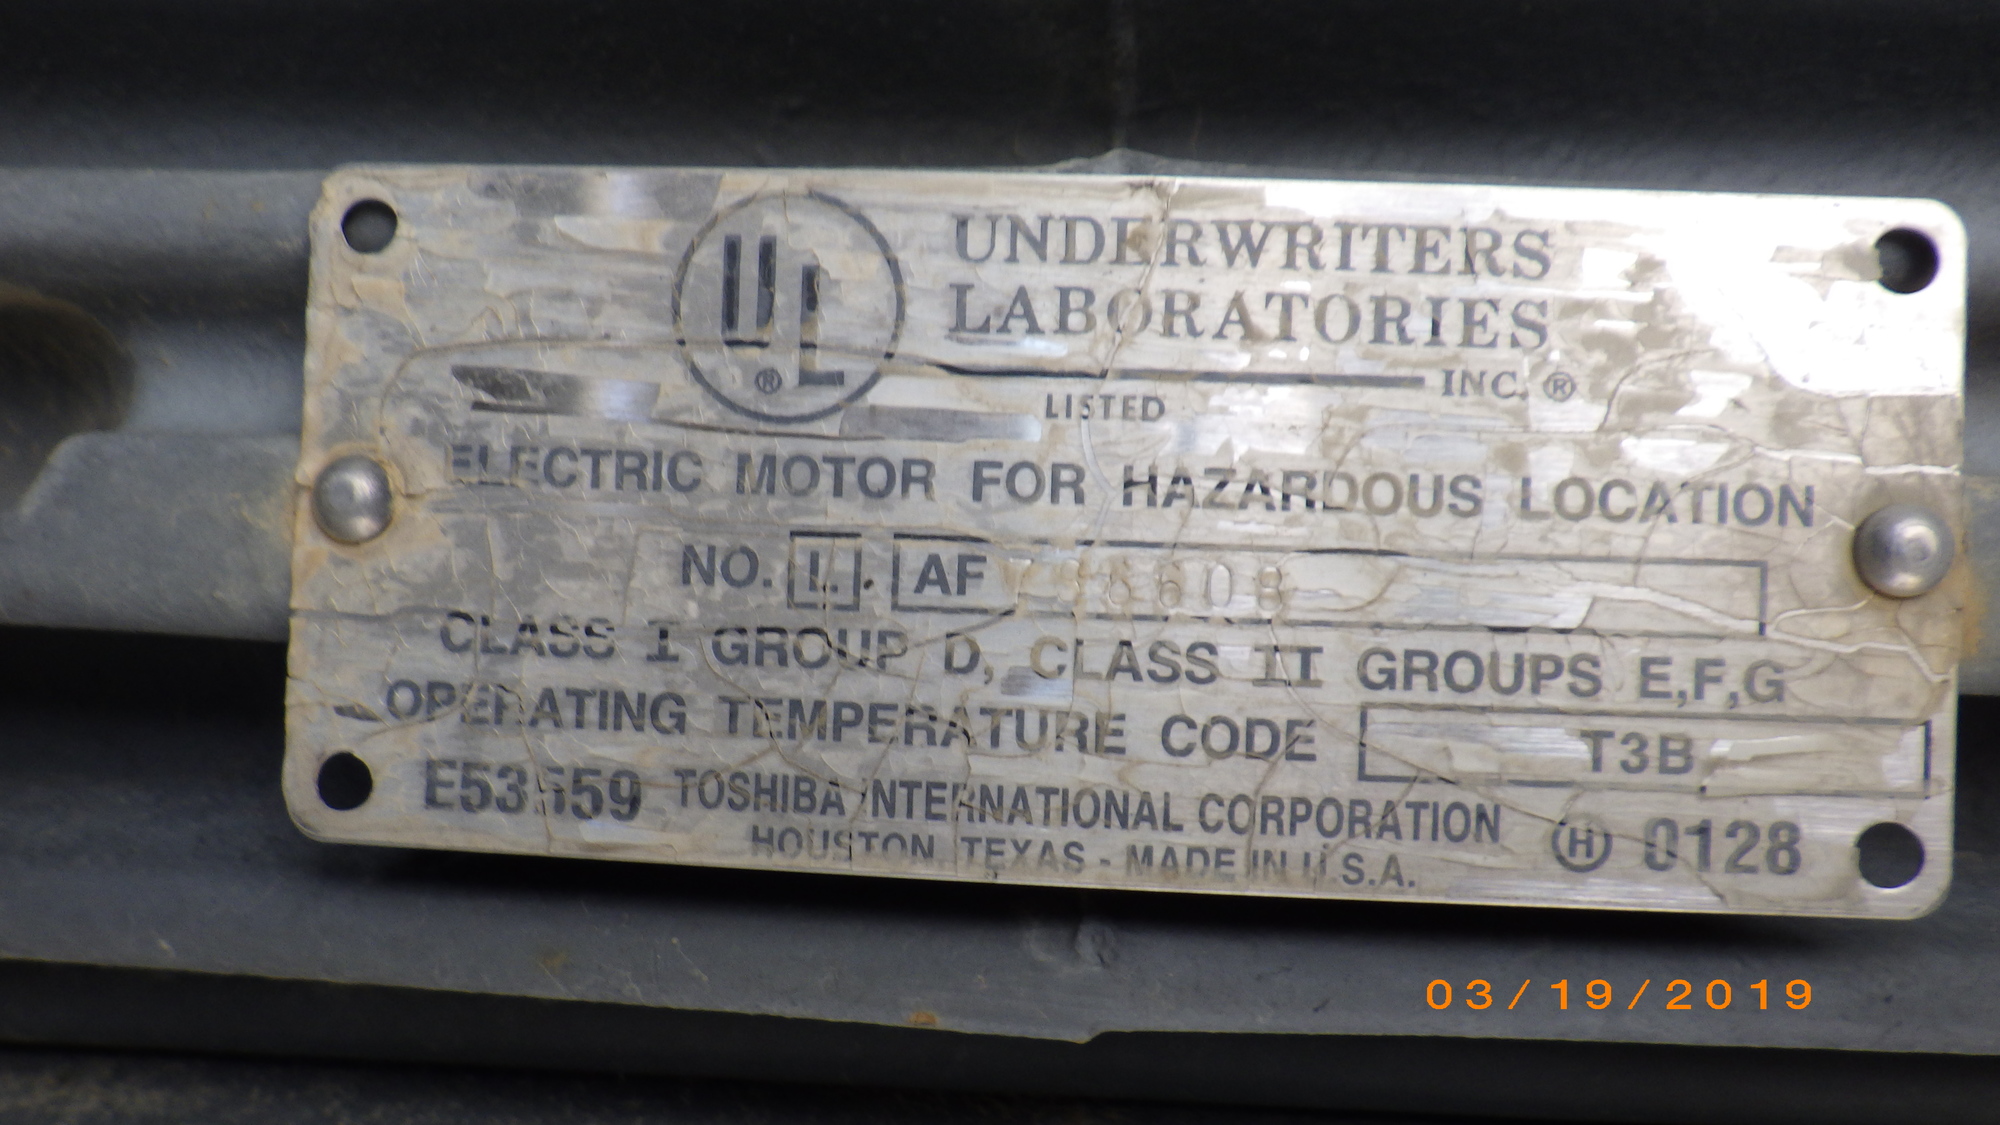 UL ®
UNDERWRITERS
LABORATORIES
INC. ®
LISTED
ELECTRIC MOTOR FOR HAZARDOUS LOCATION
NO. L. AF
CLASS I GROUP D, CLASS II GROUPS E,F,G
OPERATING TEMPERATURE CODE T3B
E53559 TOSHIBA INTERNATIONAL CORPORATION H 0128
HOUSTON, TEXAS - MADE IN U.S.A.
03/19/2019